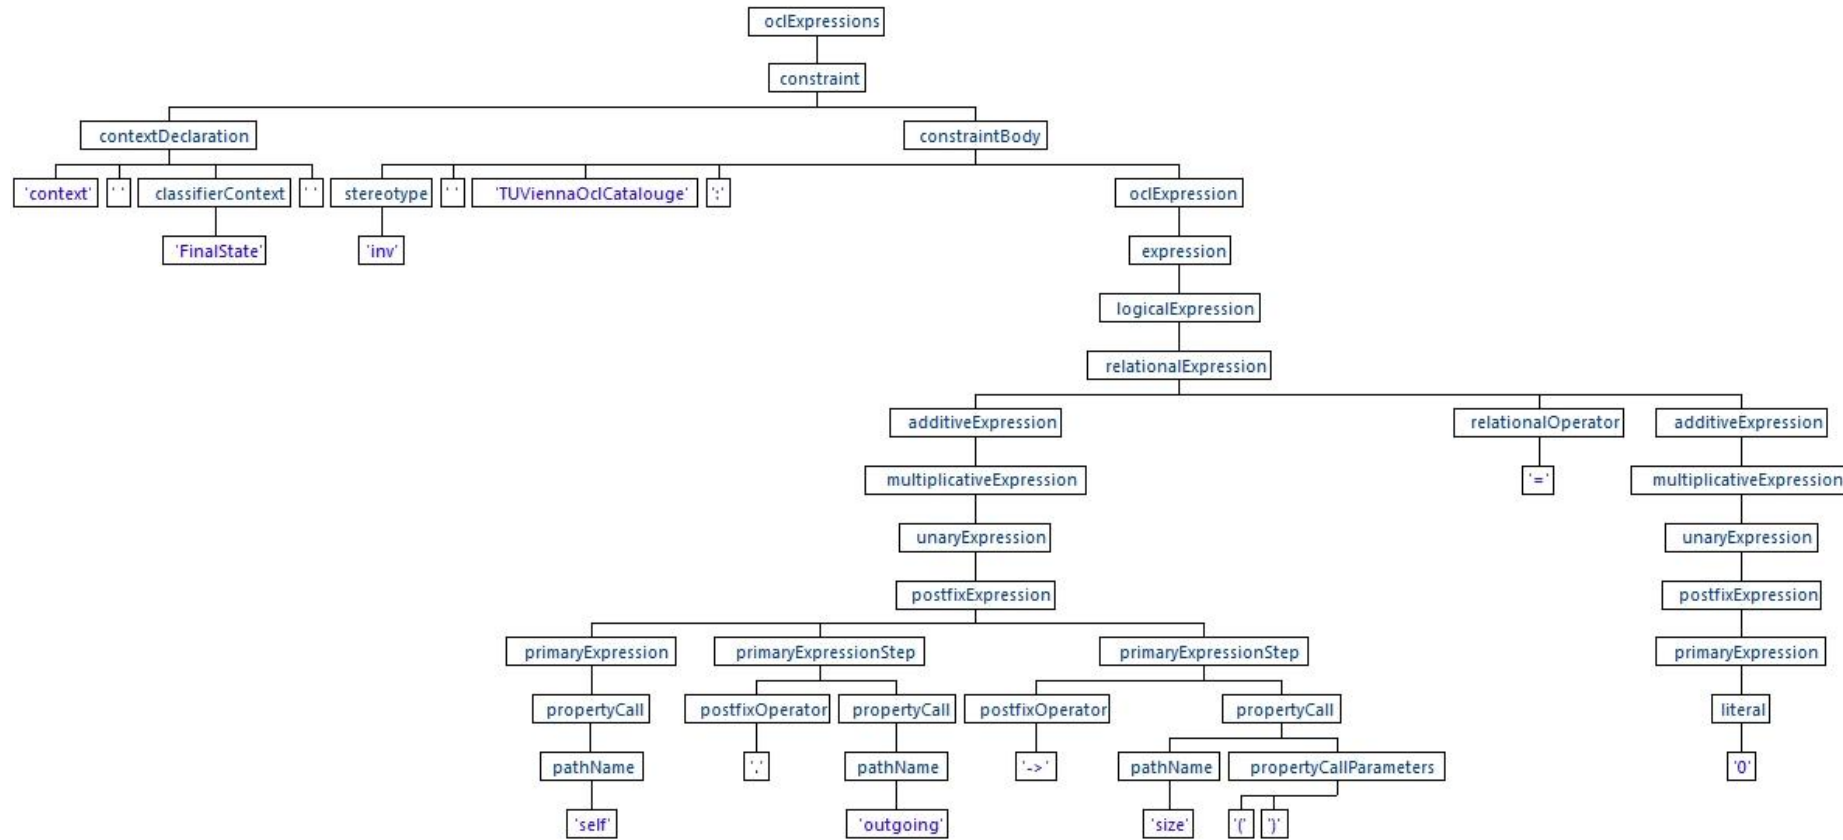 oclExpressions
constraint
contextDeclaration constraintBody
'context' ' ' classifierContext ' ' stereotype ' ' 'TUViennaOclCatalouge' ':' oclExpression
'FinalState' 'inv' expression
logicalExpression
relationalExpression
additiveExpression relationalOperator additiveExpression
multiplicativeExpression '=' multiplicativeExpression
unaryExpression unaryExpression
postfixExpression postfixExpression
primaryExpression primaryExpressionStep primaryExpressionStep primaryExpression
propertyCall postfixOperator propertyCall postfixOperator propertyCall literal
pathName '.' pathName '->' pathName propertyCallParameters '0'
'self' 'outgoing' 'size' '(' ')'